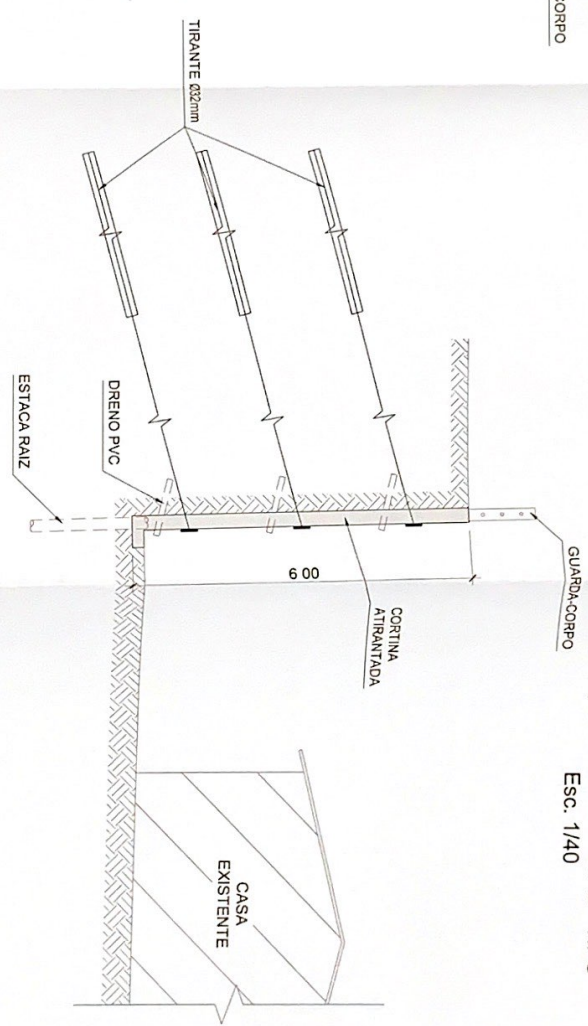 CORPO
TIRANTE Ø32mm
GUARDA-CORPO
Esc. 1/40
CORTINA
ATIRANTADA
6 00
DRENO PVC
ESTACA RAIZ
CASA
EXISTENTE